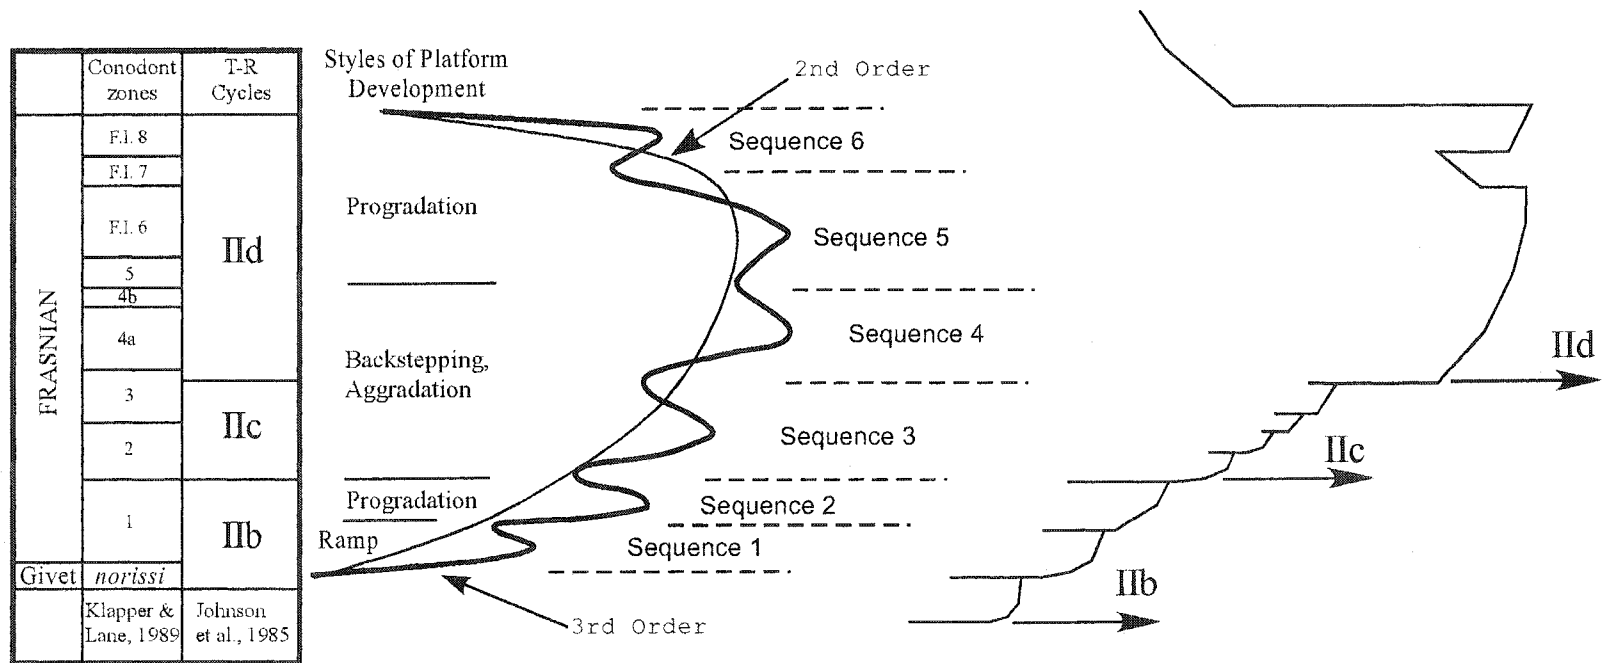 Conodont
zones
T-R
Cycles
FRASNIAN
F.I. 8
F.I. 7
F.I. 6
5
4b
4a
3
2
1
Givet
norissi
IId
IIc
IIb
Klapper &
Lane, 1989
Johnson
et al., 1985
Styles of Platform
Development
Progradation
Backstepping,
Aggradation
Progradation
Ramp
2nd Order
Sequence 6
Sequence 5
Sequence 4
Sequence 3
Sequence 2
Sequence 1
3rd Order
IId
IIc
IIb